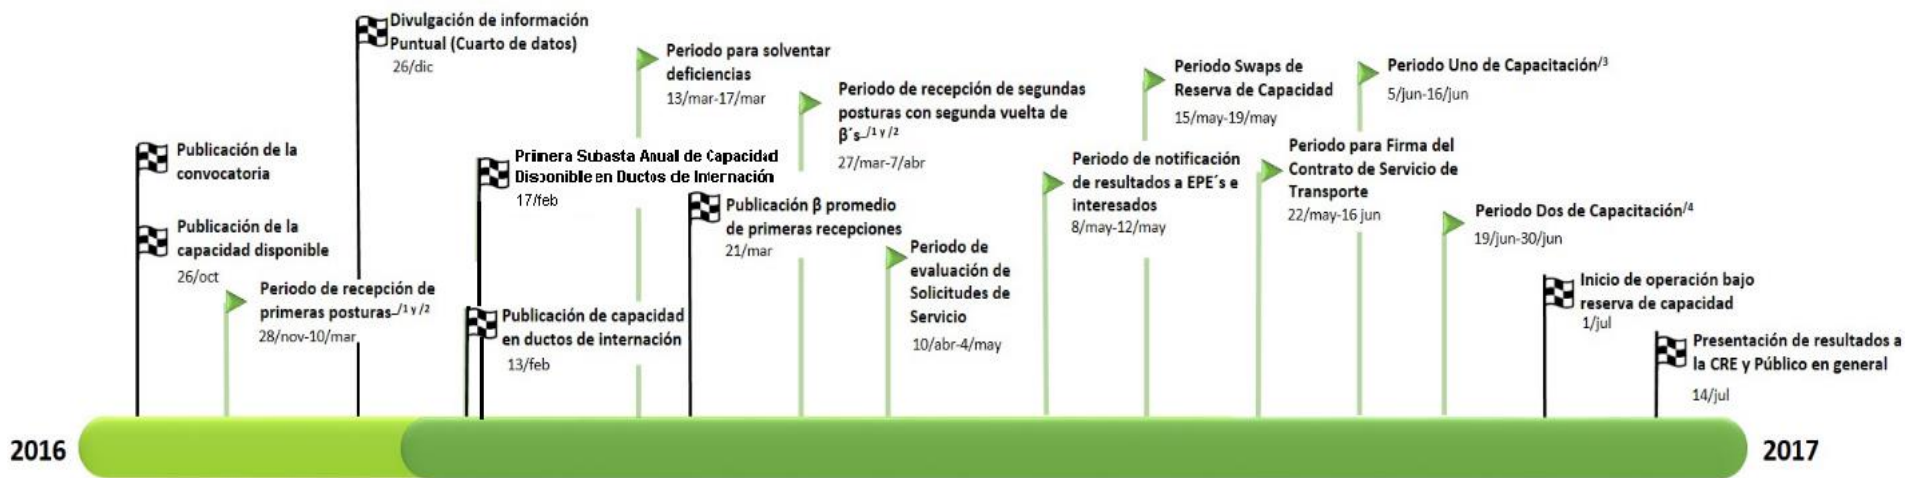 Publicación de la
convocatoria
Publicación de la
capacidad disponible
26/oct
Periodo de recepción de
primeras posturas_/1 y /2
28/nov-10/mar
Divulgación de información
Puntual (Cuarto de datos)
26/dic
Primera Subasta Anual de Capacidad
Disponible en Ductos de Internación
17/feb
Publicación de capacidad
en ductos de internación
13/feb
Periodo para solventar
deficiencias
13/mar-17/mar
Publicación β promedio
de primeras recepciones
21/mar
Periodo de recepción de segundas
posturas con segunda vuelta de
β´s_/1 y /2
27/mar-7/abr
Periodo de
evaluación de
Solicitudes de
Servicio
10/abr-4/may
Periodo de notificación
de resultados a EPE´s e
interesados
8/may-12/may
Periodo Swaps de
Reserva de Capacidad
15/may-19/may
Periodo para Firma del
Contrato de Servicio de
Transporte
22/may-16 jun
Periodo Uno de Capacitación/3
5/jun-16/jun
Periodo Dos de Capacitación/4
19/jun-30/jun
Inicio de operación bajo
reserva de capacidad
1/jul
Presentación de resultados a
la CRE y Público en general
14/jul
2016
2017